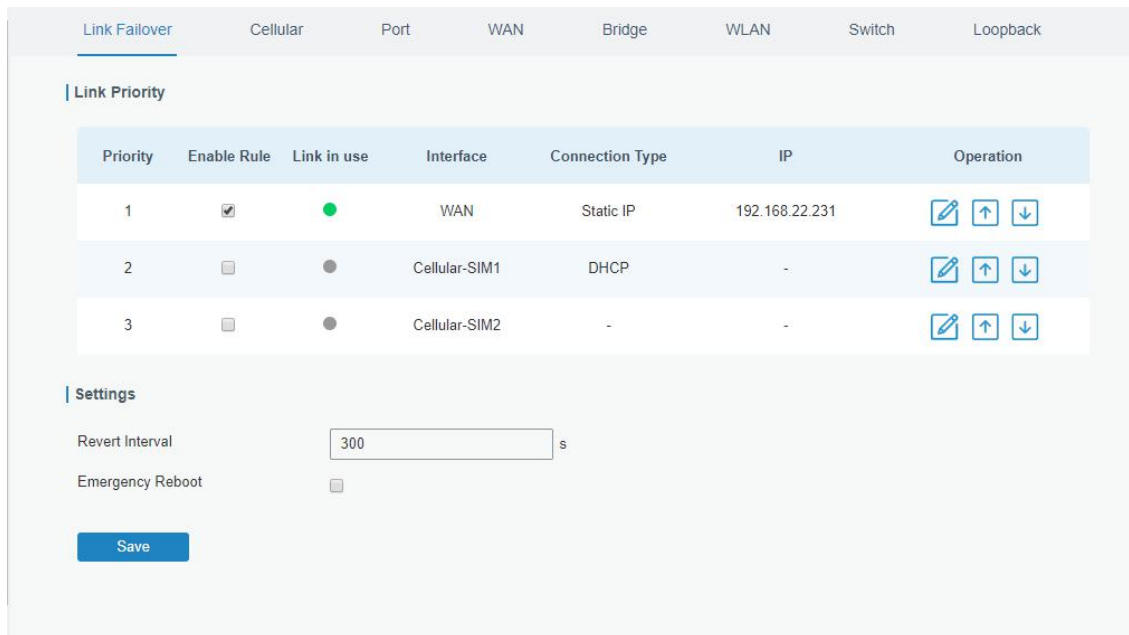 Link Failover Cellular Port WAN Bridge WLAN Switch Loopback
Link Priority
Priority Enable Rule Link in use Interface Connection Type IP Operation
1 WAN Static IP 192.168.22.231
2 Cellular-SIM1 DHCP -
3 Cellular-SIM2 - -
Settings
Revert Interval 300 s
Emergency Reboot
Save